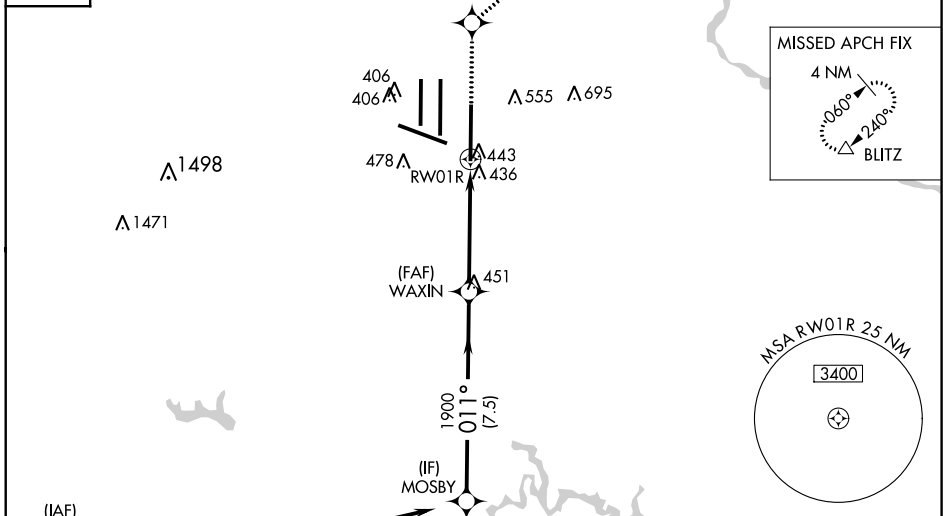 MISSED APCH FIX
4 NM
060°
240°
BLITZ
406
406
555
695
478
443
RW01R
436
1498
1471
(FAF)
WAXIN
451
MSA RW01R 25 NM
3400
1900
011°
(7.5)
(IF)
MOSBY
(IAF)